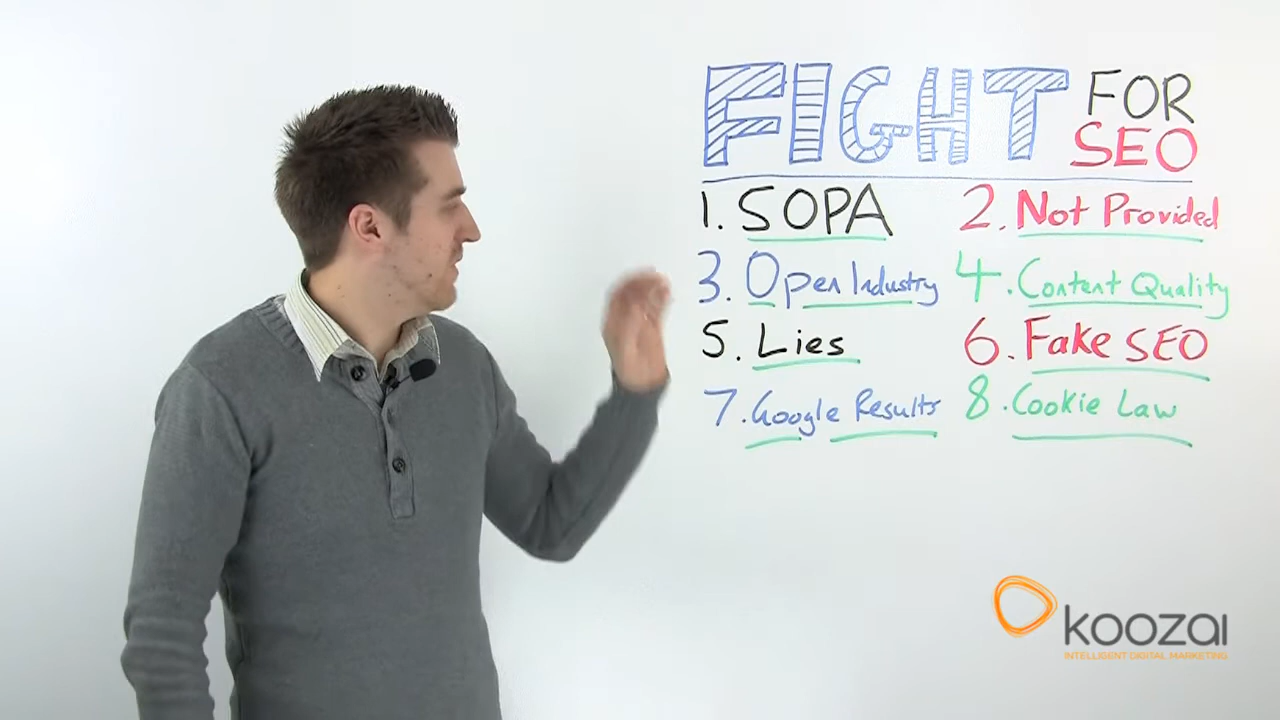 FIGHT FOR
SEO
1. SOPA 2. Not Provided
3. Open Industry 4. Content Quality
5. Lies 6. Fake SEO
7. Google Results 8. Cookie Law
koozai
INTELLIGENT DIGITAL MARKETING